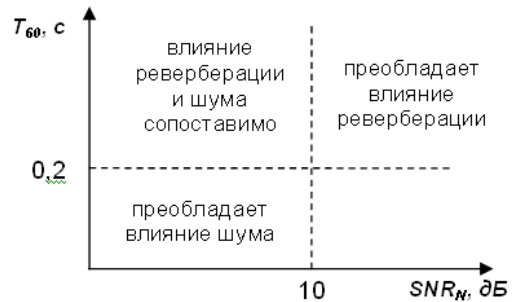 T60, с
влияние
реверберации
и шума
сопоставимо
преобладает
влияние
реверберации
0,2
преобладает
влияние шума
10
SNRN, дБ